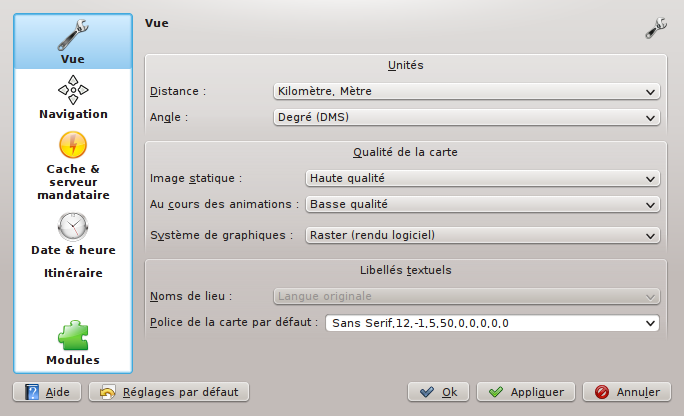 Vue
Navigation
Cache &
serveur
mandataire
Date & heure
Itinéraire
Modules
Vue
Unités
Distance :
Kilomètre, Mètre
Angle :
Degré (DMS)
Qualité de la carte
Image statique :
Haute qualité
Au cours des animations :
Basse qualité
Système de graphiques :
Raster (rendu logiciel)
Libellés textuels
Noms de lieu :
Langue originale
Police de la carte par défaut :
Sans Serif,12,-1,5,50,0,0,0,0,0
Aide
Réglages par défaut
Ok
Appliquer
Annuler